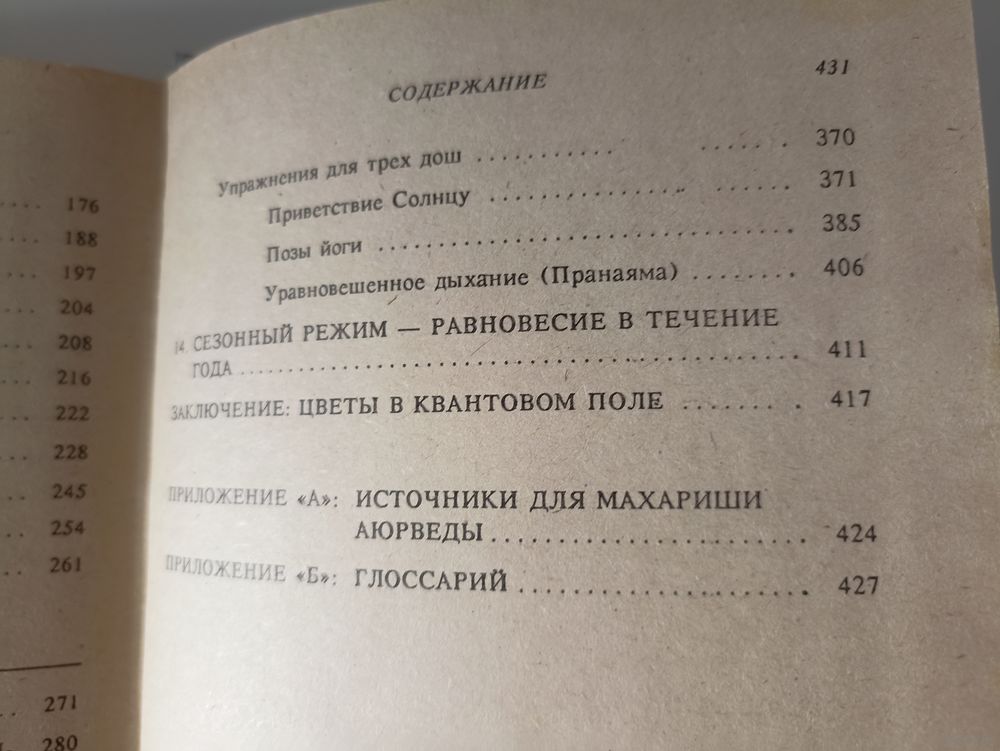 176
188
197
204
208
216
222
228
245
254
261
271
280
СОДЕРЖАНИЕ 431
Упражнения для трех дош . . . . . . . . . . . . . . . . . . 370
Приветствие Солнцу . . . . . . . . . . . . . . . . . . . . . . 371
Позы йоги . . . . . . . . . . . . . . . . . . . . . . . . . . . . . . . . 385
Уравновешенное дыхание (Пранаяма) . . . . . . . . 406
14. СЕЗОННЫЙ РЕЖИМ — РАВНОВЕСИЕ В ТЕЧЕНИЕ
ГОДА . . . . . . . . . . . . . . . . . . . . . . . . . . . . . . . . . . . . . . 411
ЗАКЛЮЧЕНИЕ: ЦВЕТЫ В КВАНТОВОМ ПОЛЕ . . . . . . . . 417
ПРИЛОЖЕНИЕ «А»: ИСТОЧНИКИ ДЛЯ МАХАРИШИ
АЮРВЕДЫ . . . . . . . . . . . . . . . . . . . . . . . . 424
ПРИЛОЖЕНИЕ «Б»: ГЛОССАРИЙ . . . . . . . . . . . . . . . . . . . . . . 427